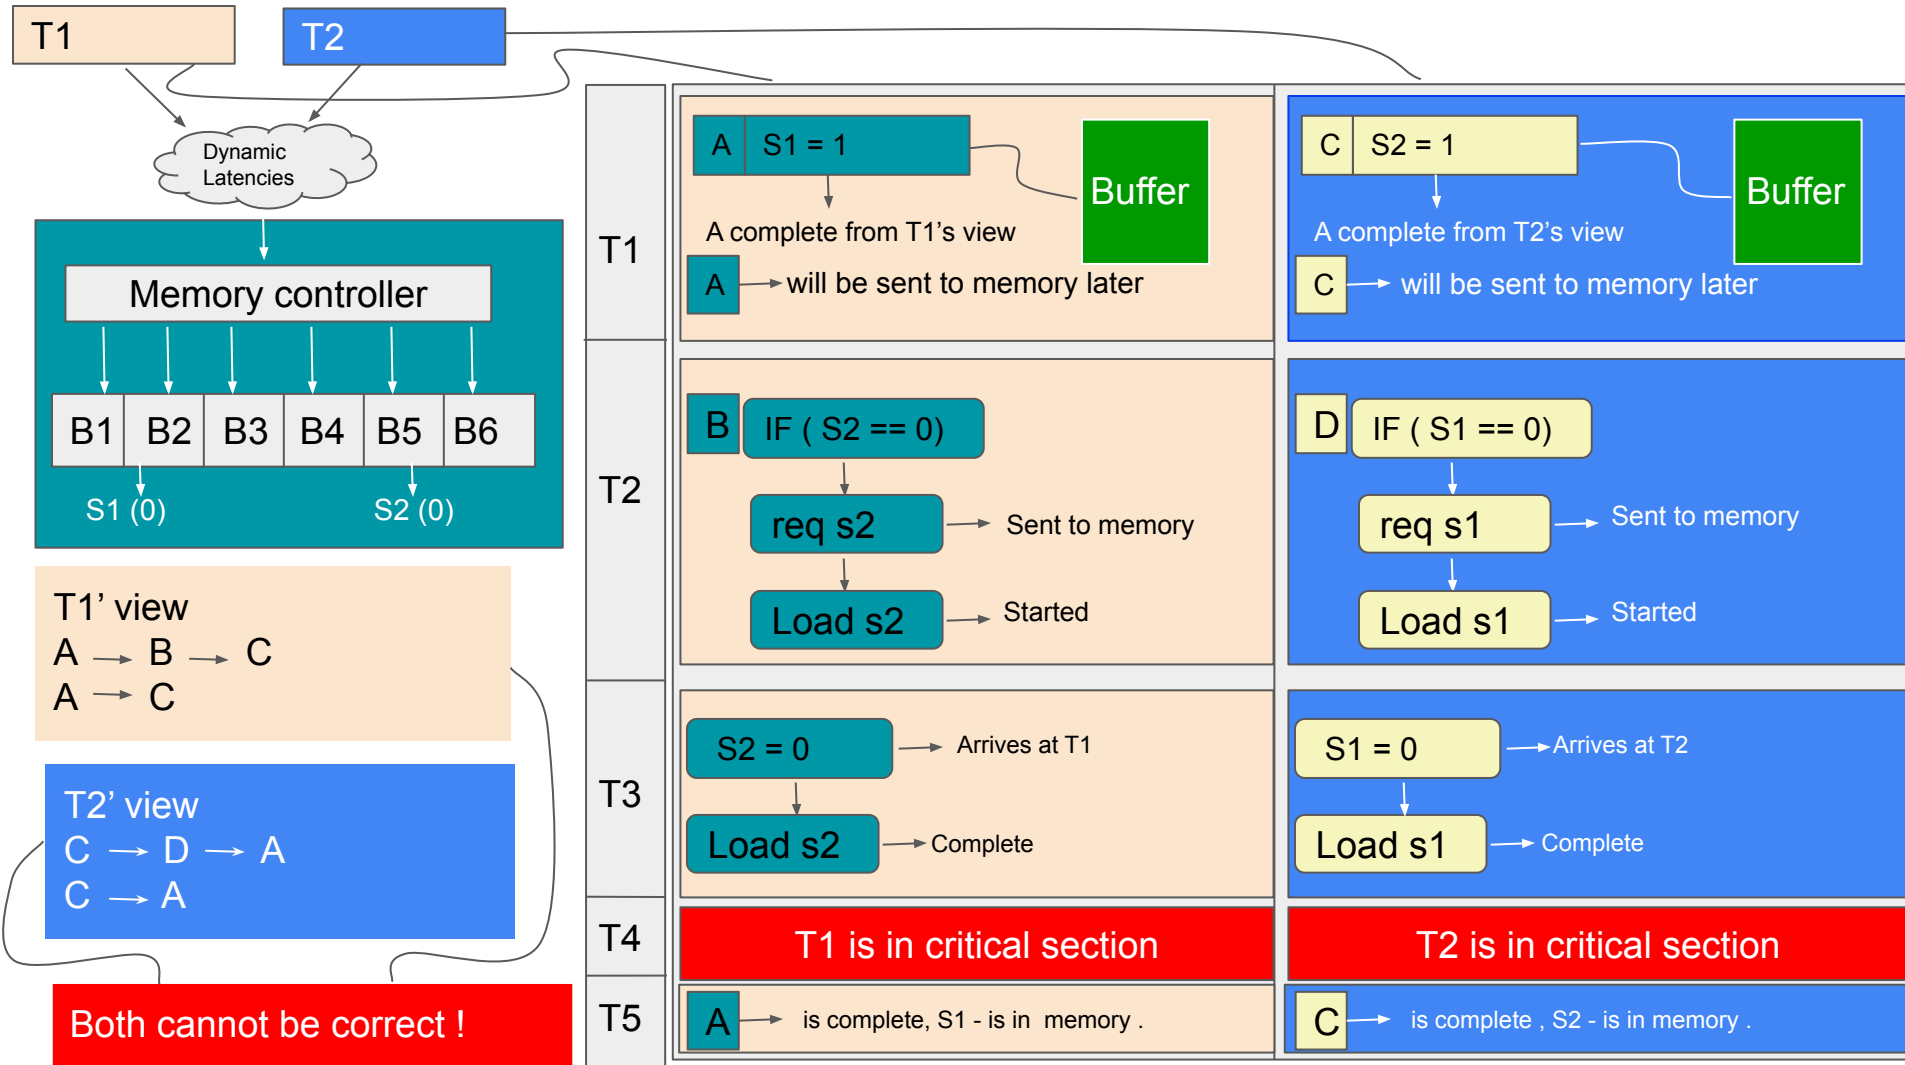 T1
T2
Dynamic
Latencies
Memory controller
B1 B2 B3 B4 B5 B6
S1 (0)
S2 (0)
T1’ view
A B C
A C
T2’ view
C D A
C A
Both cannot be correct !
T1
A S1 = 1
Buffer
A complete from T1’s view
A will be sent to memory later
C S2 = 1
Buffer
A complete from T2’s view
C will be sent to memory later
T2
B IF ( S2 == 0)
req s2 Sent to memory
Load s2 Started
D IF ( S1 == 0)
req s1 Sent to memory
Load s1 Started
T3
S2 = 0 Arrives at T1
Load s2 Complete
S1 = 0 Arrives at T2
Load s1 Complete
T4
T1 is in critical section
T2 is in critical section
T5
A is complete, S1 - is in memory .
C is complete , S2 - is in memory .